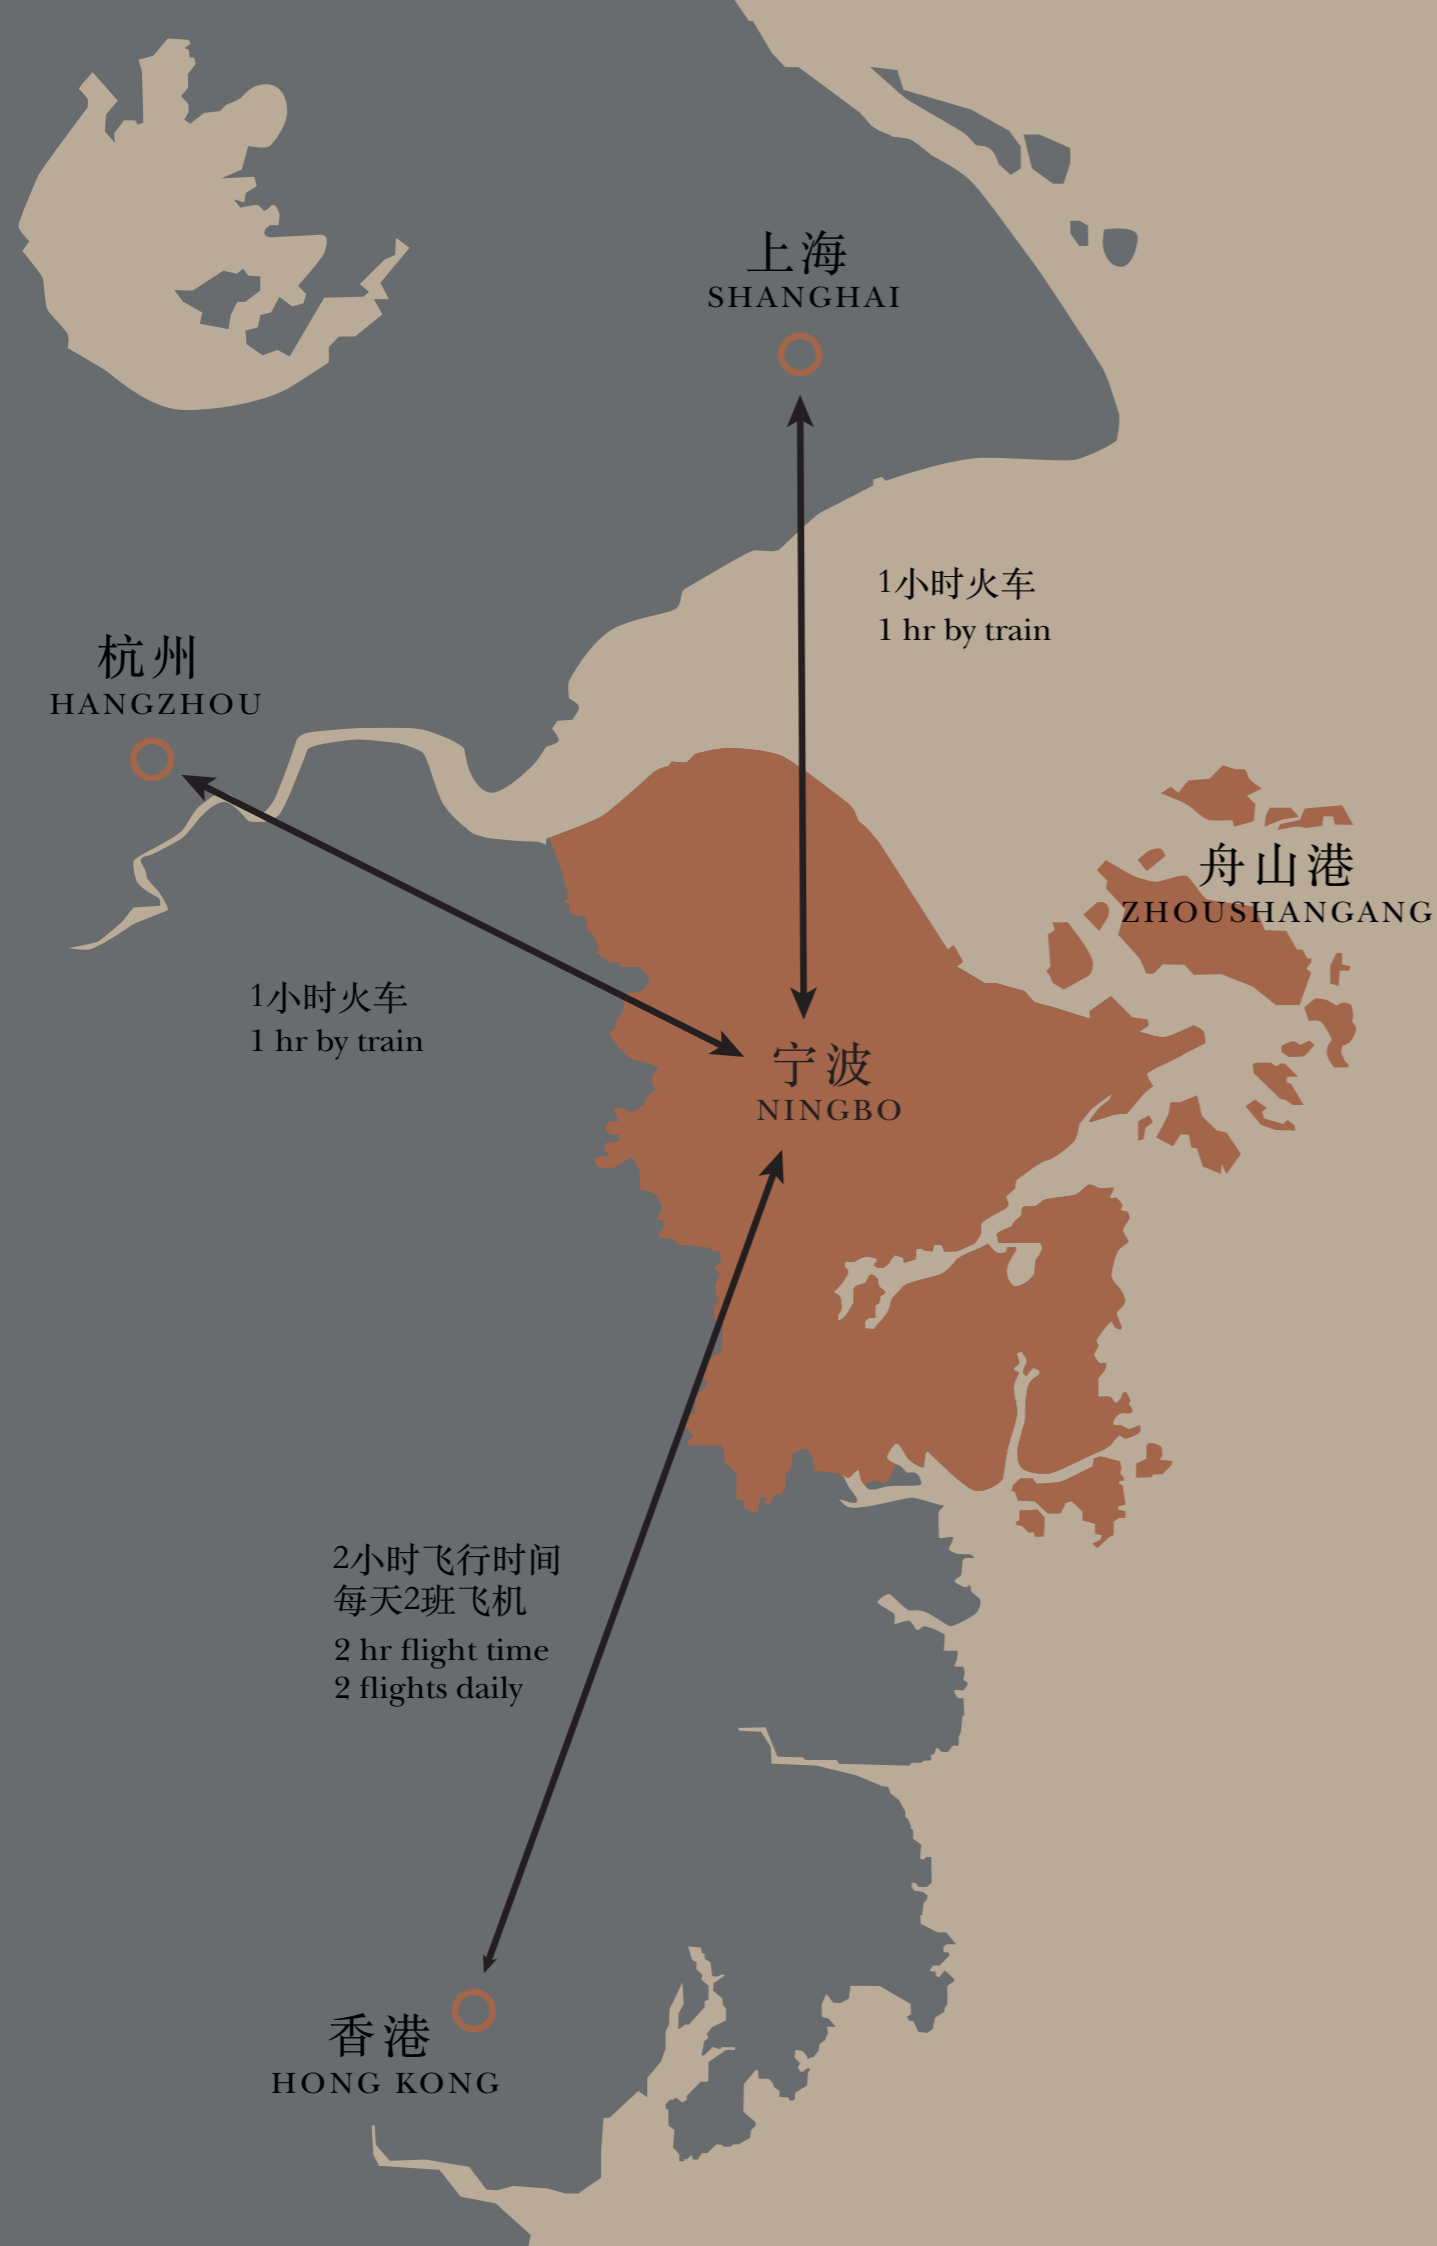 上海
SHANGHAI
1小时火车
1 hr by train
杭州
HANGZHOU
舟山港
ZHOUSHANGANG
1小时火车
1 hr by train
宁波
NINGBO
2小时飞行时间
每天2班飞机
2 hr flight time
2 flights daily
香港
HONG KONG